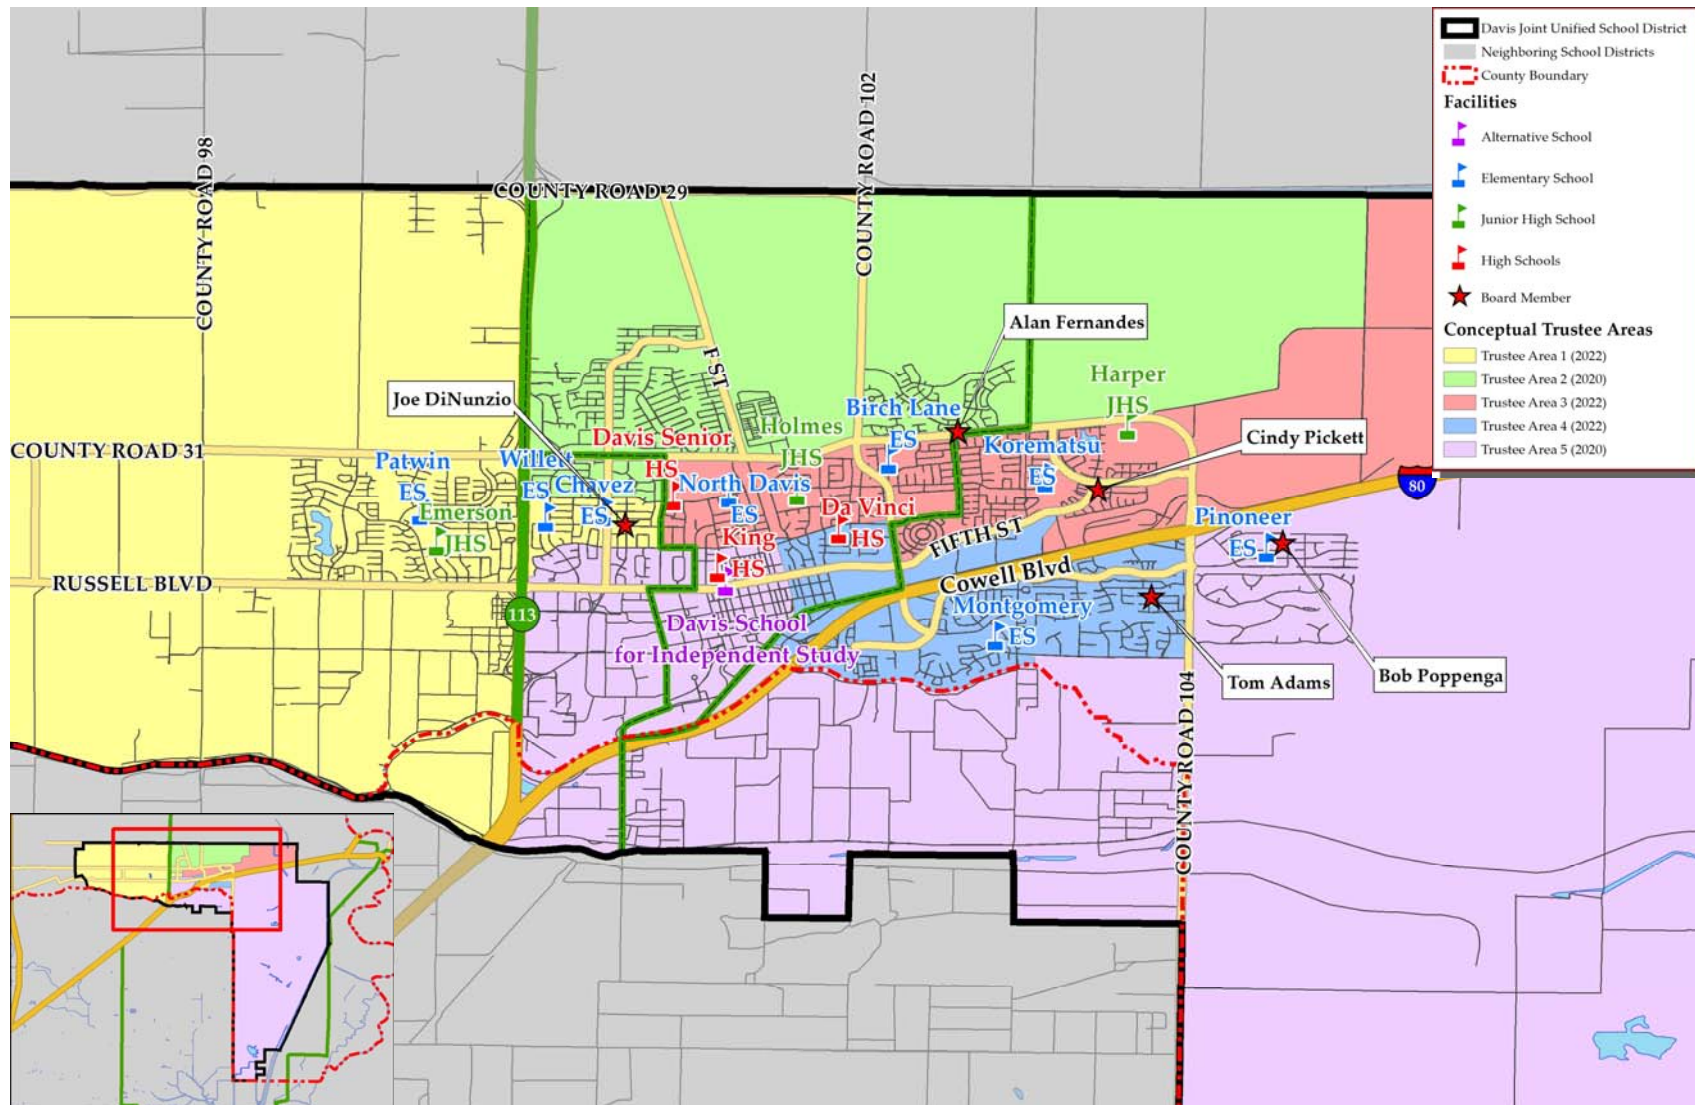 Davis Joint Unified School District
Neighboring School Districts
County Boundary
Facilities
Alternative School
Elementary School
Junior High School
High Schools
Board Member
Conceptual Trustee Areas
Trustee Area 1 (2022)
Trustee Area 2 (2020)
Trustee Area 3 (2022)
Trustee Area 4 (2022)
Trustee Area 5 (2020)
COUNTY ROAD 98
COUNTY ROAD 29
COUNTY ROAD 102
F ST
Alan Fernandes
Joe DiNunzio
Harper
JHS
Birch Lane
ES
Cindy Pickett
COUNTY ROAD 31
Davis Senior
HS
Holmes
JHS
Korematsu
ES
Patwin
ES
Willett
ES
Chavez
ES
North Davis
ES
80
Emerson
JHS
Da Vinci
HS
Pinoneer
ES
King
HS
FIFTH ST
Cowell Blvd
RUSSELL BLVD
113
Davis School
for Independent Study
Montgomery
ES
Tom Adams
Bob Poppenga
COUNTY ROAD 104